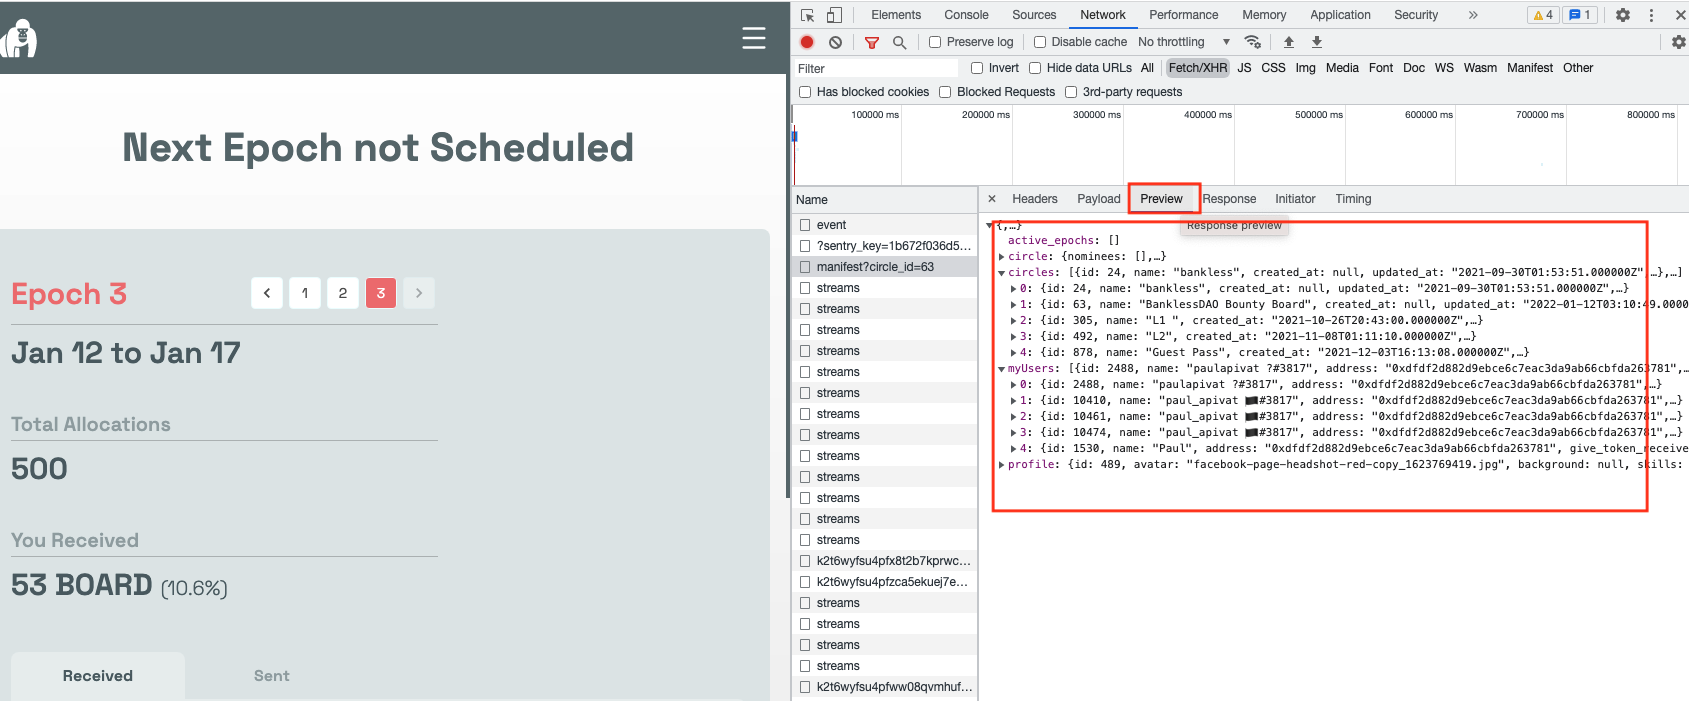 Next Epoch not Scheduled
Epoch 3
1 2 3
Jan 12 to Jan 17
Total Allocations
500
You Received
53 BOARD (10.6%)
Received Sent
Elements Console Sources Network Performance Memory Application Security » 4 1
Preserve log Disable cache No throttling
Filter Invert Hide data URLs All Fetch/XHR JS CSS Img Media Font Doc WS Wasm Manifest Other
Has blocked cookies Blocked Requests 3rd-party requests
100000 ms 200000 ms 300000 ms 400000 ms 500000 ms 600000 ms 700000 ms 800000 ms
Name
event
?sentry_key=1b672f036d5...
manifest?circle_id=63
streams
streams
streams
streams
streams
streams
streams
streams
streams
streams
streams
streams
streams
k2t6wyfsu4pfx8t2b7kprwc...
k2t6wyfsu4pfzca5ekuej7e...
streams
streams
streams
streams
k2t6wyfsu4pfww08qvmhuf...
× Headers Payload Preview Response Initiator Timing
Response preview
{,…}
active_epochs: []
circle: {nominees: [],…}
circles: [{id: 24, name: "bankless", created_at: null, updated_at: "2021-09-30T01:53:51.000000Z",…},…]
0: {id: 24, name: "bankless", created_at: null, updated_at: "2021-09-30T01:53:51.000000Z",…}
1: {id: 63, name: "BanklessDAO Bounty Board", created_at: null, updated_at: "2022-01-12T03:10:49.0000
2: {id: 305, name: "L1 ", created_at: "2021-10-26T20:43:00.000000Z",…}
3: {id: 492, name: "L2", created_at: "2021-11-08T01:11:10.000000Z",…}
4: {id: 878, name: "Guest Pass", created_at: "2021-12-03T16:13:08.000000Z",…}
myUsers: [{id: 2488, name: "paulapivat ?#3817", address: "0xdfdf2d882d9ebce6c7eac3da9ab66cbfda263781",…
0: {id: 2488, name: "paulapivat ?#3817", address: "0xdfdf2d882d9ebce6c7eac3da9ab66cbfda263781",…}
1: {id: 10410, name: "paul_apivat 🏴#3817", address: "0xdfdf2d882d9ebce6c7eac3da9ab66cbfda263781",…}
2: {id: 10461, name: "paul_apivat 🏴#3817", address: "0xdfdf2d882d9ebce6c7eac3da9ab66cbfda263781",…}
3: {id: 10474, name: "paul_apivat 🏴#3817", address: "0xdfdf2d882d9ebce6c7eac3da9ab66cbfda263781",…}
4: {id: 1530, name: "Paul", address: "0xdfdf2d882d9ebce6c7eac3da9ab66cbfda263781", give_token_receive
profile: {id: 489, avatar: "facebook-page-headshot-red-copy_1623769419.jpg", background: null, skills: